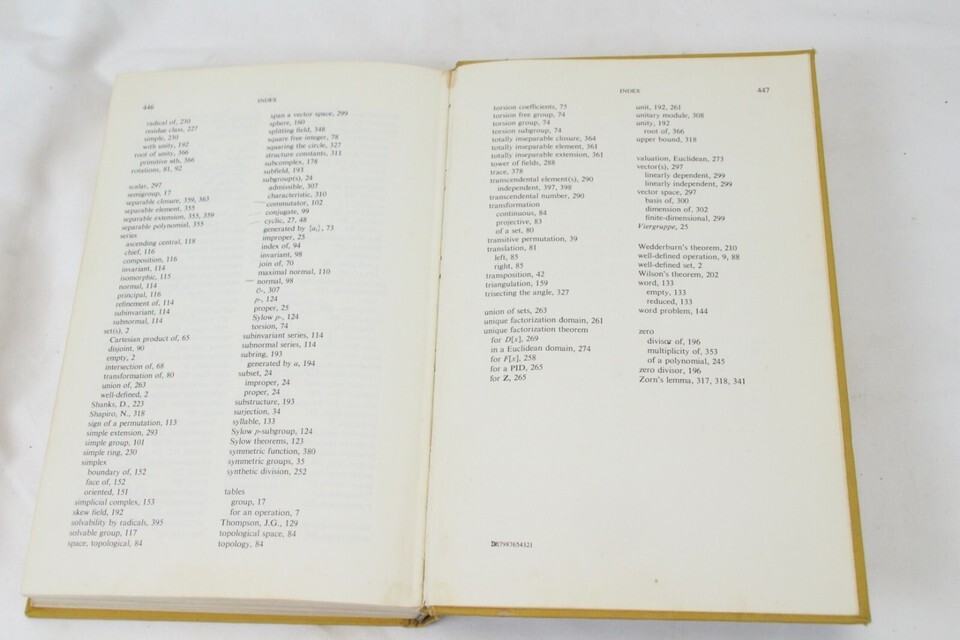 446
INDEX
radical of, 230
residue class, 227
simple, 230
with unity, 192
root of unity, 366
primitive nth, 366
rotations, 81, 92
scalar, 297
semigroup, 17
separable closure, 359, 363
separable element, 355
separable extension, 355, 359
separable polynomial, 355
series
ascending central, 118
chief, 116
composition, 116
invariant, 114
isomorphic, 115
normal, 114
principal, 116
refinement of, 114
subinvariant, 114
subnormal, 114
set(s), 2
Cartesian product of, 65
disjoint, 90
empty, 2
intersection of, 68
transformation of, 80
union of, 263
well-defined, 2
Shanks, D., 223
Shapiro, N., 318
sign of a permutation, 113
simple extension, 293
simple group, 101
simple ring, 230
simplex
boundary of, 152
face of, 152
oriented, 151
simplicial complex, 153
skew field, 192
solvability by radicals, 395
solvable group, 117
space, topological, 84
span a vector space, 299
sphere, 160
splitting field, 348
square free integer, 78
squaring the circle, 327
structure constants, 311
subcomplex, 178
subfield, 193
subgroup(s), 24
admissible, 307
characteristic, 310
commutator, 102
conjugate, 99
cyclic, 27, 48
generated by {aᵢ}, 73
improper, 25
index of, 94
invariant, 98
join of, 70
maximal normal, 110
normal, 98
O-, 307
p-, 124
proper, 25
Sylow p-, 124
torsion, 74
subinvariant series, 114
subnormal series, 114
subring, 193
generated by a, 194
subset, 24
improper, 24
proper, 24
substructure, 193
surjection, 34
syllable, 133
Sylow p-subgroup, 124
Sylow theorems, 123
symmetric function, 380
symmetric groups, 35
synthetic division, 252
tables
group, 17
for an operation, 7
Thompson, J.G., 129
topological space, 84
topology, 84
INDEX
447
torsion coefficients, 75
torsion free group, 74
torsion group, 74
torsion subgroup, 74
totally inseparable closure, 364
totally inseparable element, 361
totally inseparable extension, 361
tower of fields, 288
trace, 378
transcendental element(s), 290
independent, 397, 398
transcendental number, 290
transformation
continuous, 84
projective, 83
of a set, 80
transitive permutation, 39
translation, 81
left, 85
right, 85
transposition, 42
triangulation, 159
trisecting the angle, 327
union of sets, 263
unique factorization domain, 261
unique factorization theorem
for D[x], 269
in a Euclidean domain, 274
for F[x], 258
for a PID, 265
for Z, 265
unit, 192, 261
unitary module, 308
unity, 192
root of, 366
upper bound, 318
valuation, Euclidean, 273
vector(s), 297
linearly dependent, 299
linearly independent, 299
vector space, 297
basis of, 300
dimension of, 302
finite-dimensional, 299
Viergruppe, 25
Wedderburn's theorem, 210
well-defined operation, 9, 88
well-defined set, 2
Wilson's theorem, 202
word, 133
empty, 133
reduced, 133
word problem, 144
zero
divisor of, 196
multiplicity of, 353
of a polynomial, 245
zero divisor, 196
Zorn's lemma, 317, 318, 341